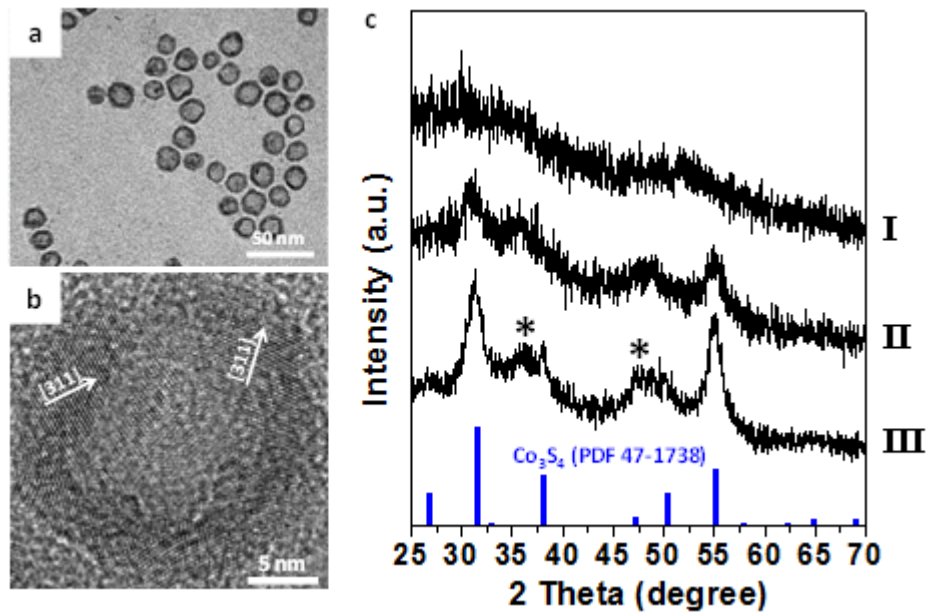 a
50 nm
b
[311]
[311]
5 nm
c
Intensity (a.u.)
I
II
*
*
III
Co₃S₄ (PDF 47-1738)
25 30 35 40 45 50 55 60 65 70
2 Theta (degree)